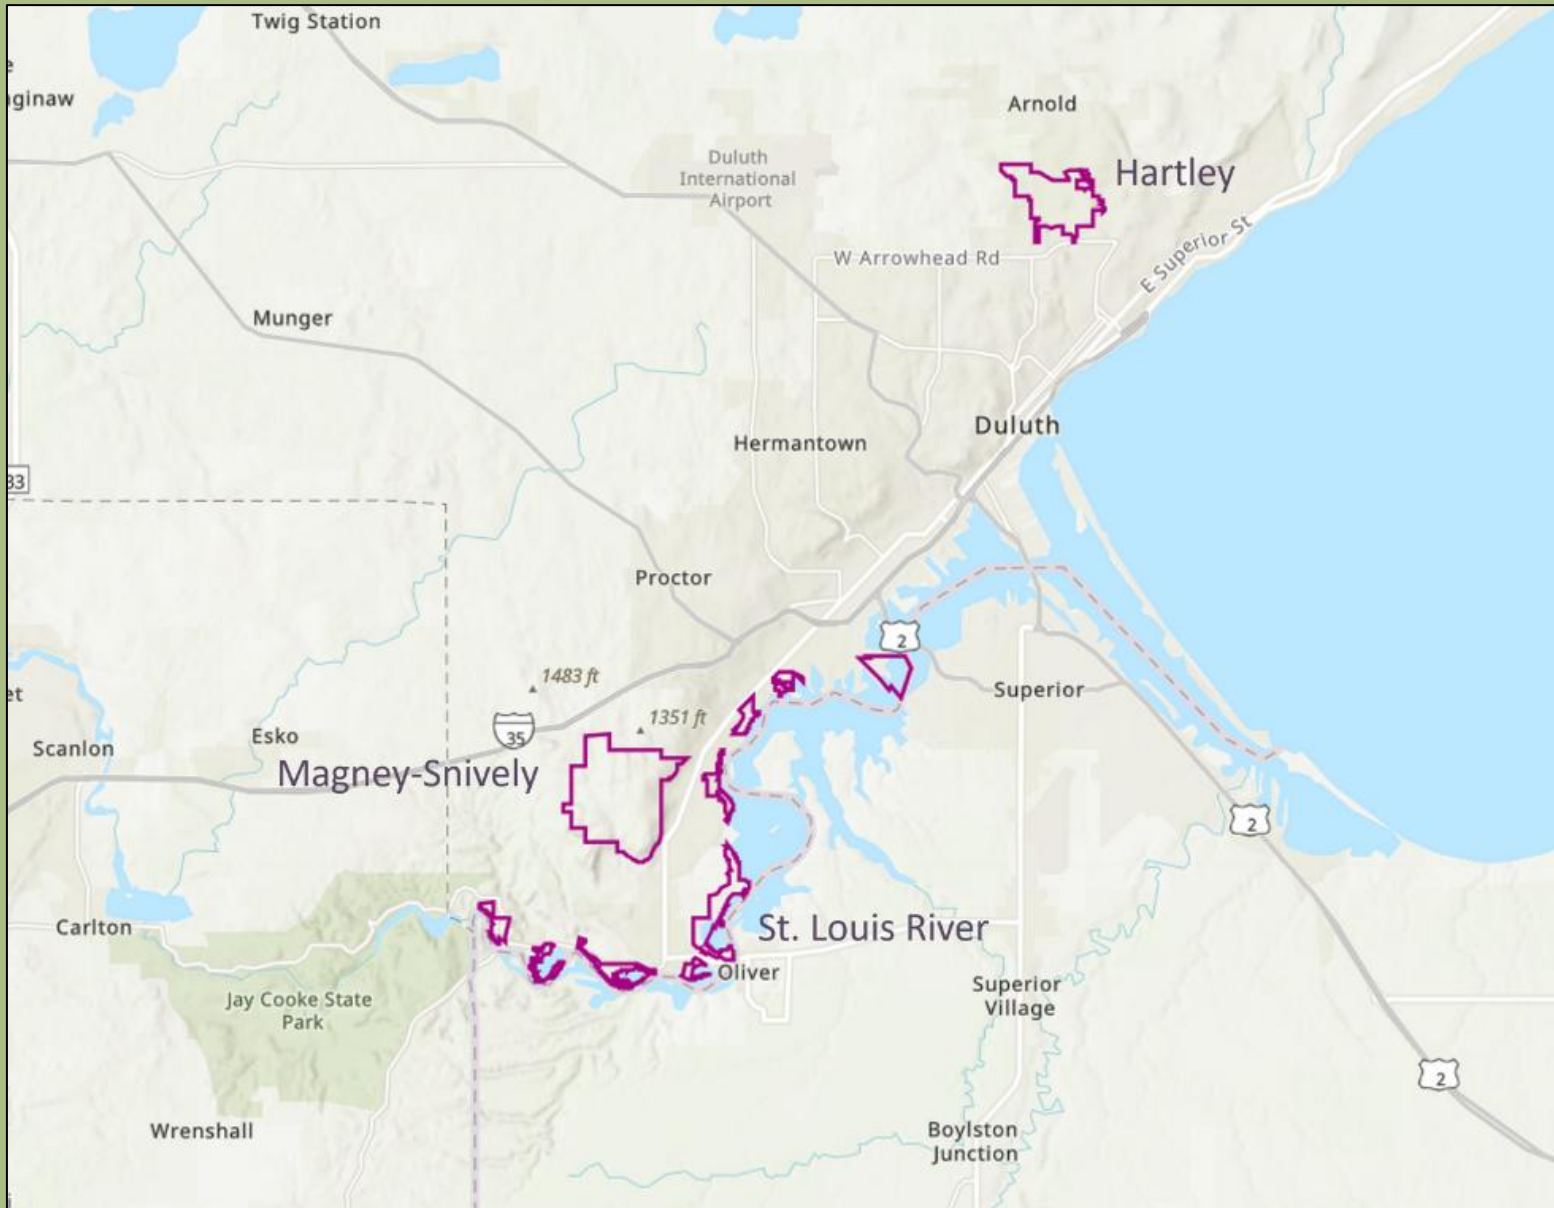 Twig Station
aginaw
Arnold
Duluth
International
Airport
Hartley
E Superior St
W Arrowhead Rd
Munger
Duluth
Hermantown
33
Proctor
2
1483 ft
Superior
1351 ft
35
Esko
Scanlon
Magney-Snively
2
Carlton
St. Louis River
Oliver
Jay Cooke State
Park
Superior
Village
2
Wrenshall
Boylston
Junction